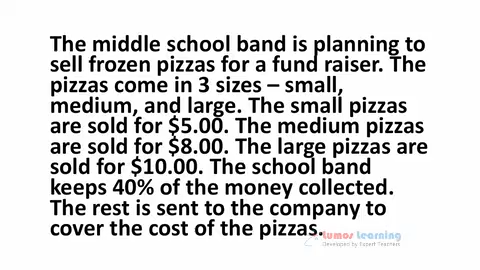 The middle school band is planning to
sell frozen pizzas for a fund raiser. The
pizzas come in 3 sizes – small,
medium, and large. The small pizzas
are sold for $5.00. The medium pizzas
are sold for $8.00. The large pizzas are
sold for $10.00. The school band
keeps 40% of the money collected.
The rest is sent to the company to
cover the cost of the pizzas.
Lumos Learning
Developed by Expert Teachers